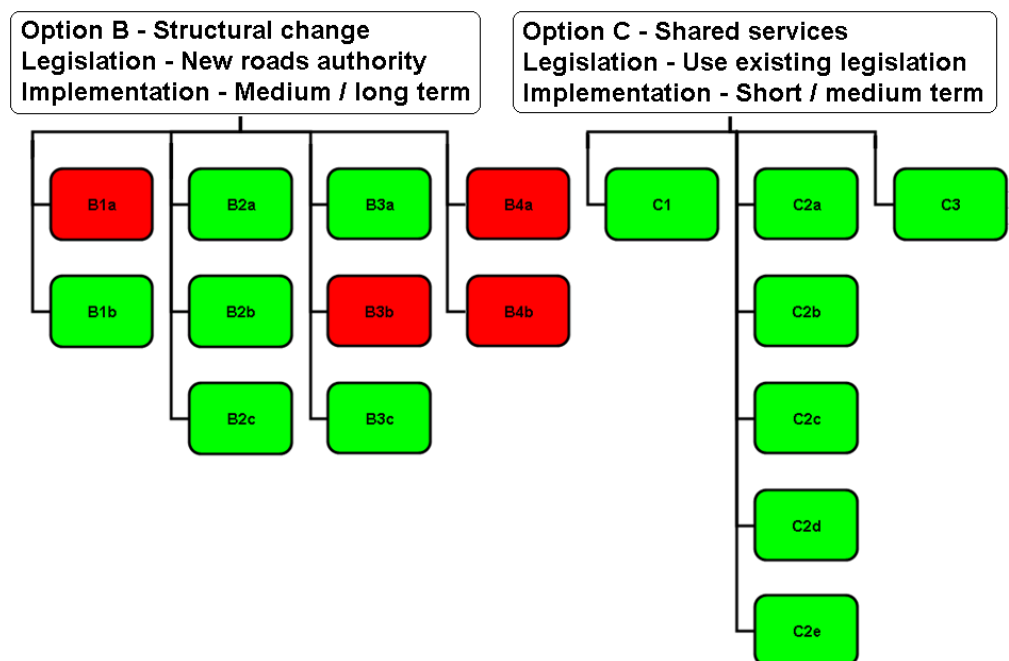 Option B - Structural change
Legislation - New roads authority
Implementation - Medium / long term
Option C - Shared services
Legislation - Use existing legislation
Implementation - Short / medium term
B1a
B2a
B3a
B4a
C1
C2a
C3
B1b
B2b
B3b
B4b
C2b
B2c
B3c
C2c
C2d
C2e